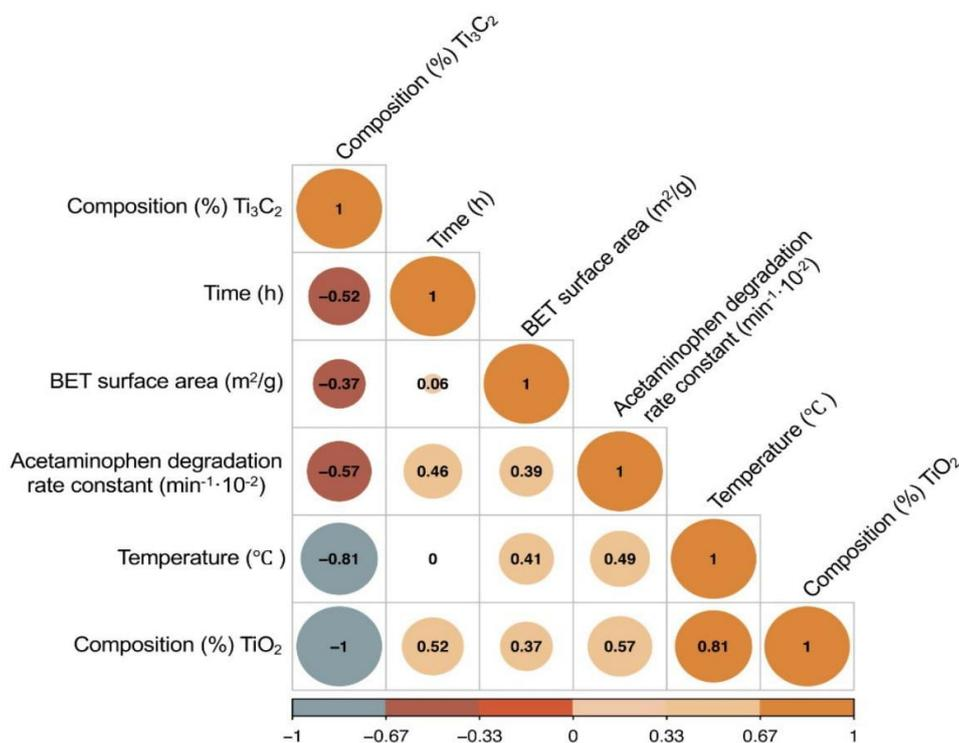 Composition (%) Ti₃C₂
Time (h)
BET surface area (m²/g)
Acetaminophen degradation
rate constant (min⁻¹·10⁻²)
Temperature (℃ )
Composition (%) TiO₂
Composition (%) Ti₃C₂ 1
Time (h) −0.52 1
BET surface area (m²/g) −0.37 0.06 1
Acetaminophen degradation
rate constant (min⁻¹·10⁻²) −0.57 0.46 0.39 1
Temperature (℃ ) −0.81 0 0.41 0.49 1
Composition (%) TiO₂ −1 0.52 0.37 0.57 0.81 1
-1 -0.67 -0.33 0 0.33 0.67 1